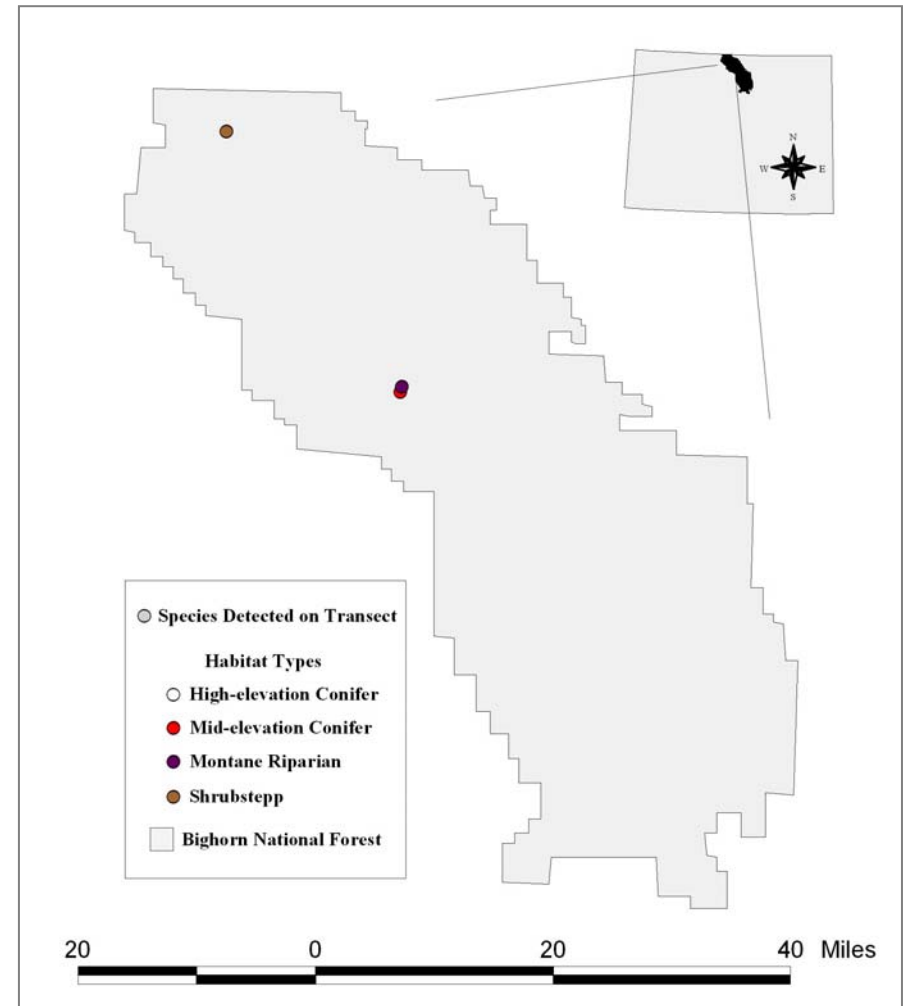 N
W E
S
Species Detected on Transect
Habitat Types
High-elevation Conifer
Mid-elevation Conifer
Montane Riparian
Shrubstepp
Bighorn National Forest
20 0 20 40 Miles